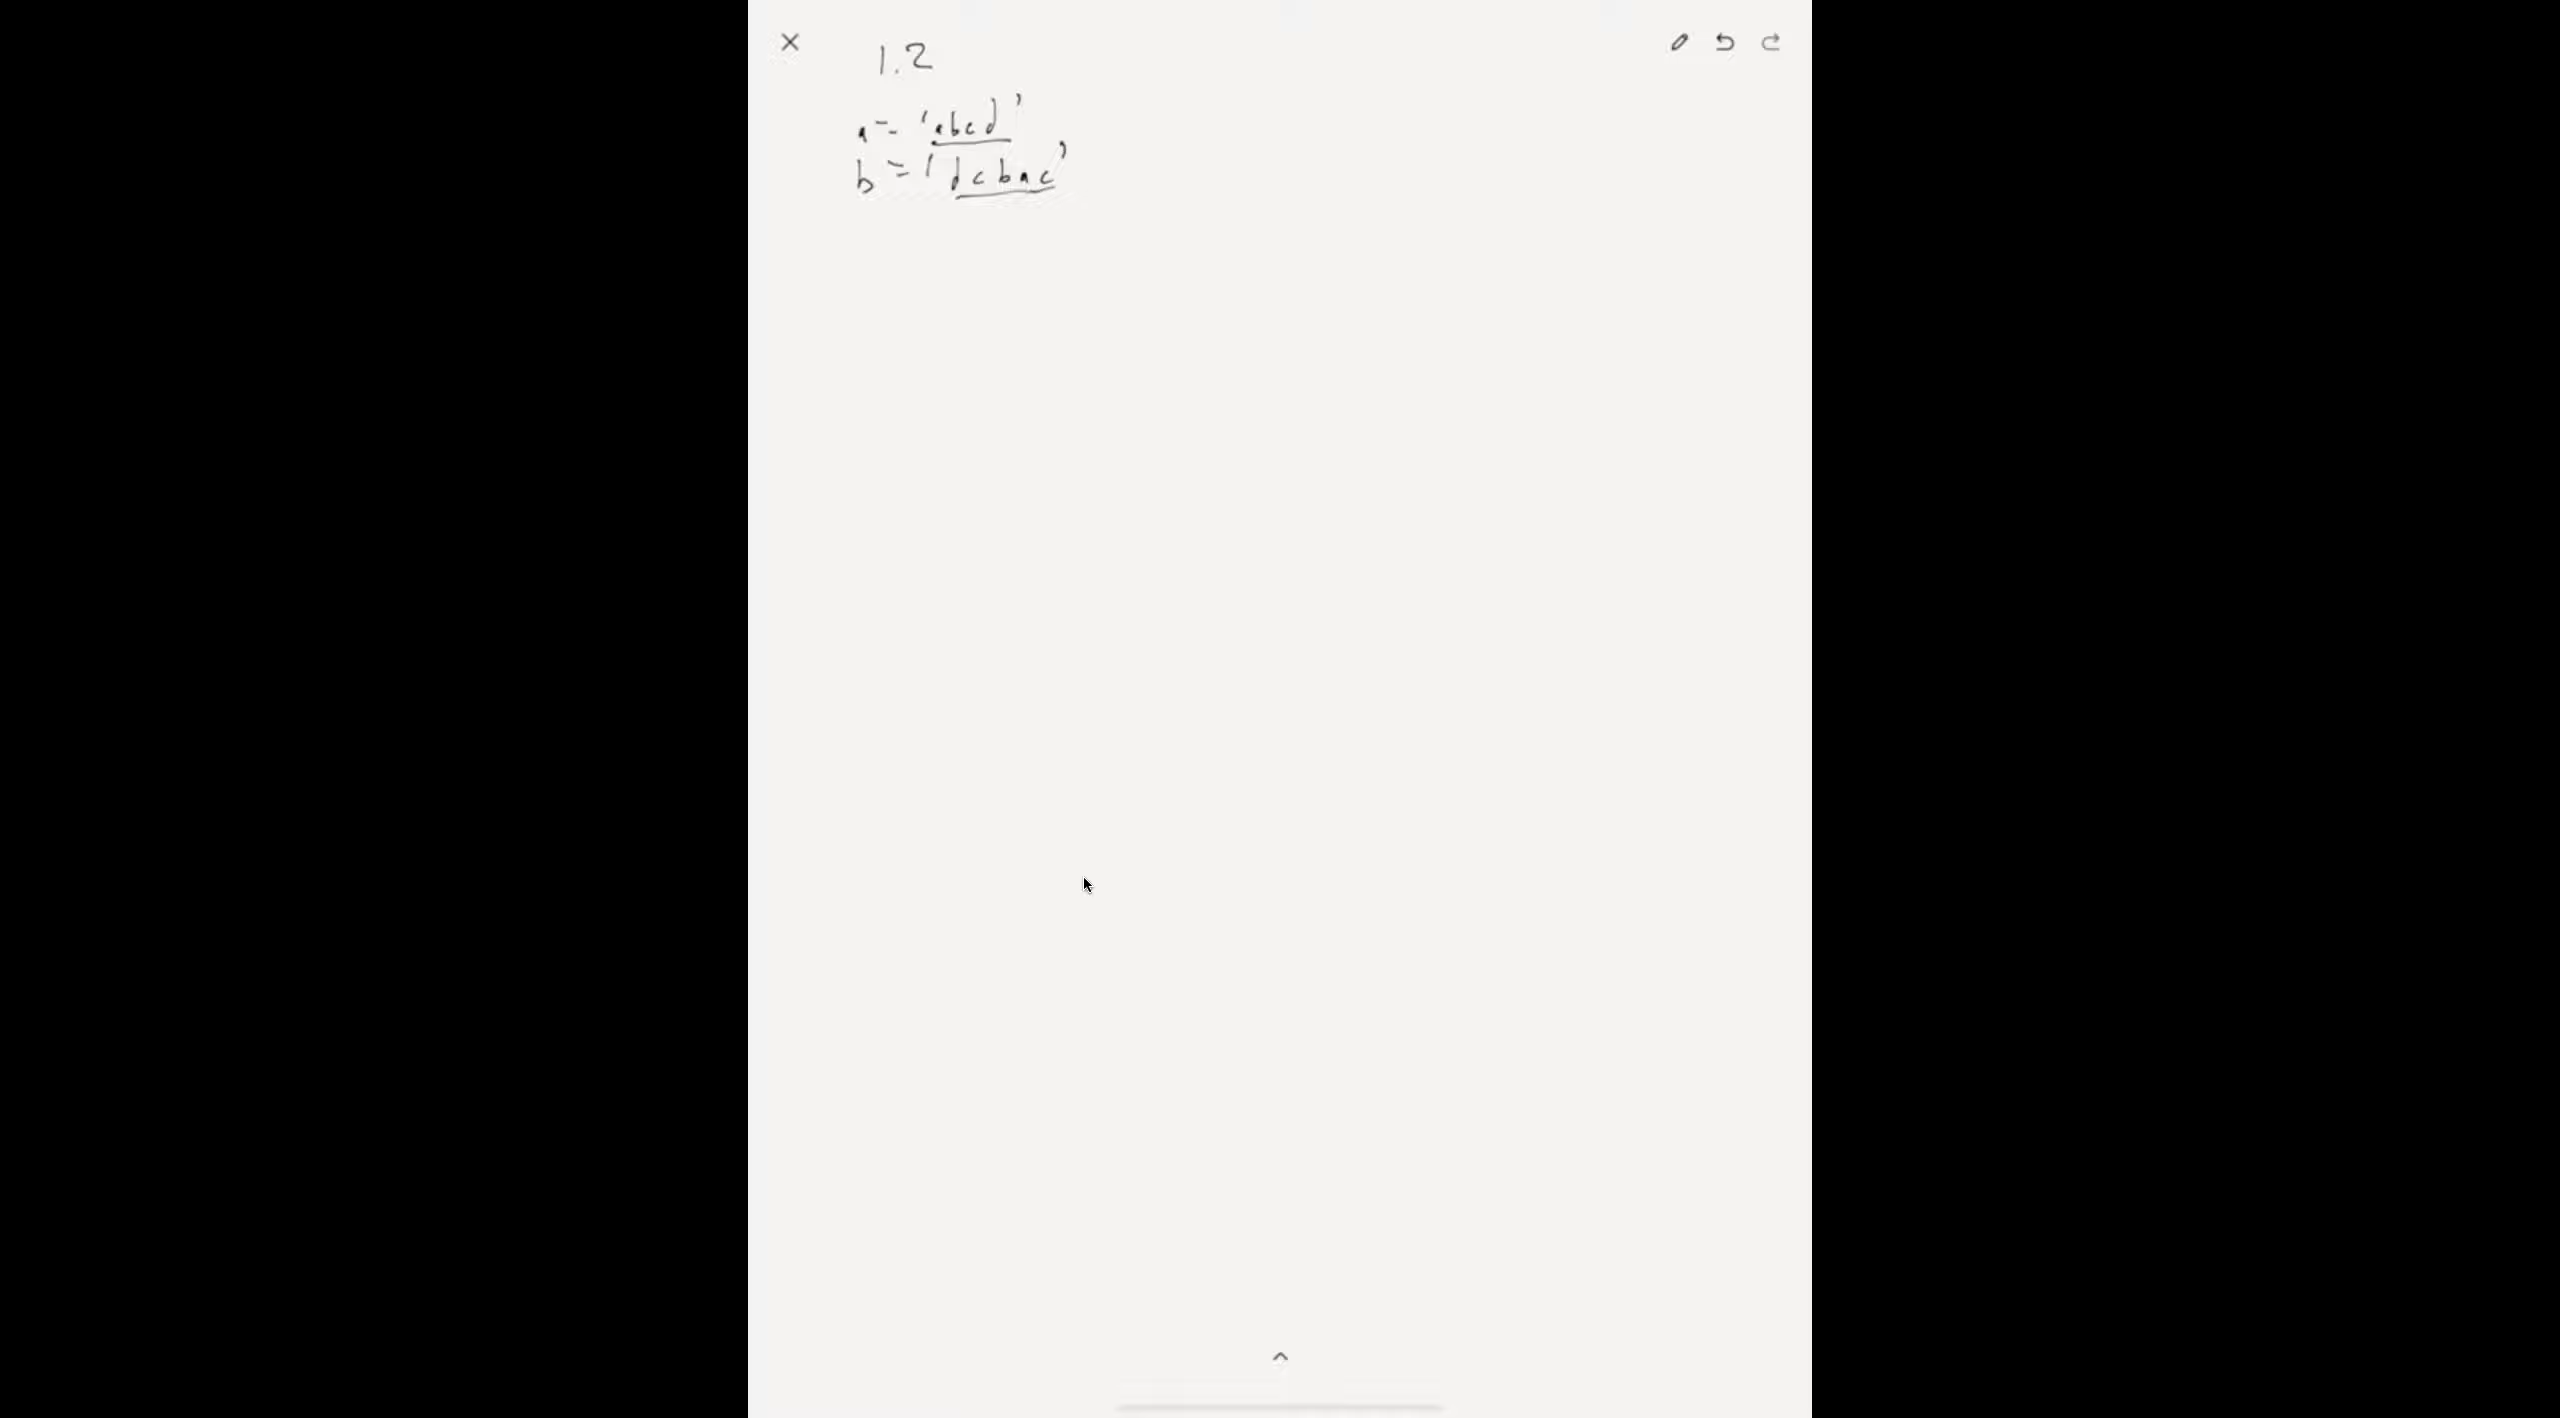 1.2
a = 'abcd'
b = 'dcbac'